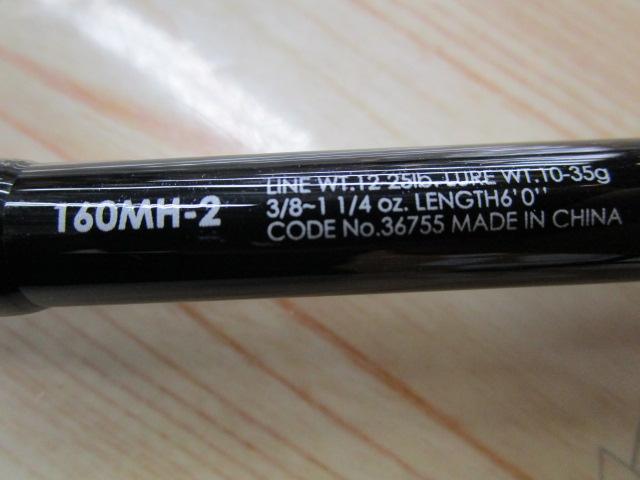 160MH-2
LINE WT.12-25lb. LURE WT.10-35g
3/8~1 1/4 oz. LENGTH6'0''
CODE No.36755 MADE IN CHINA